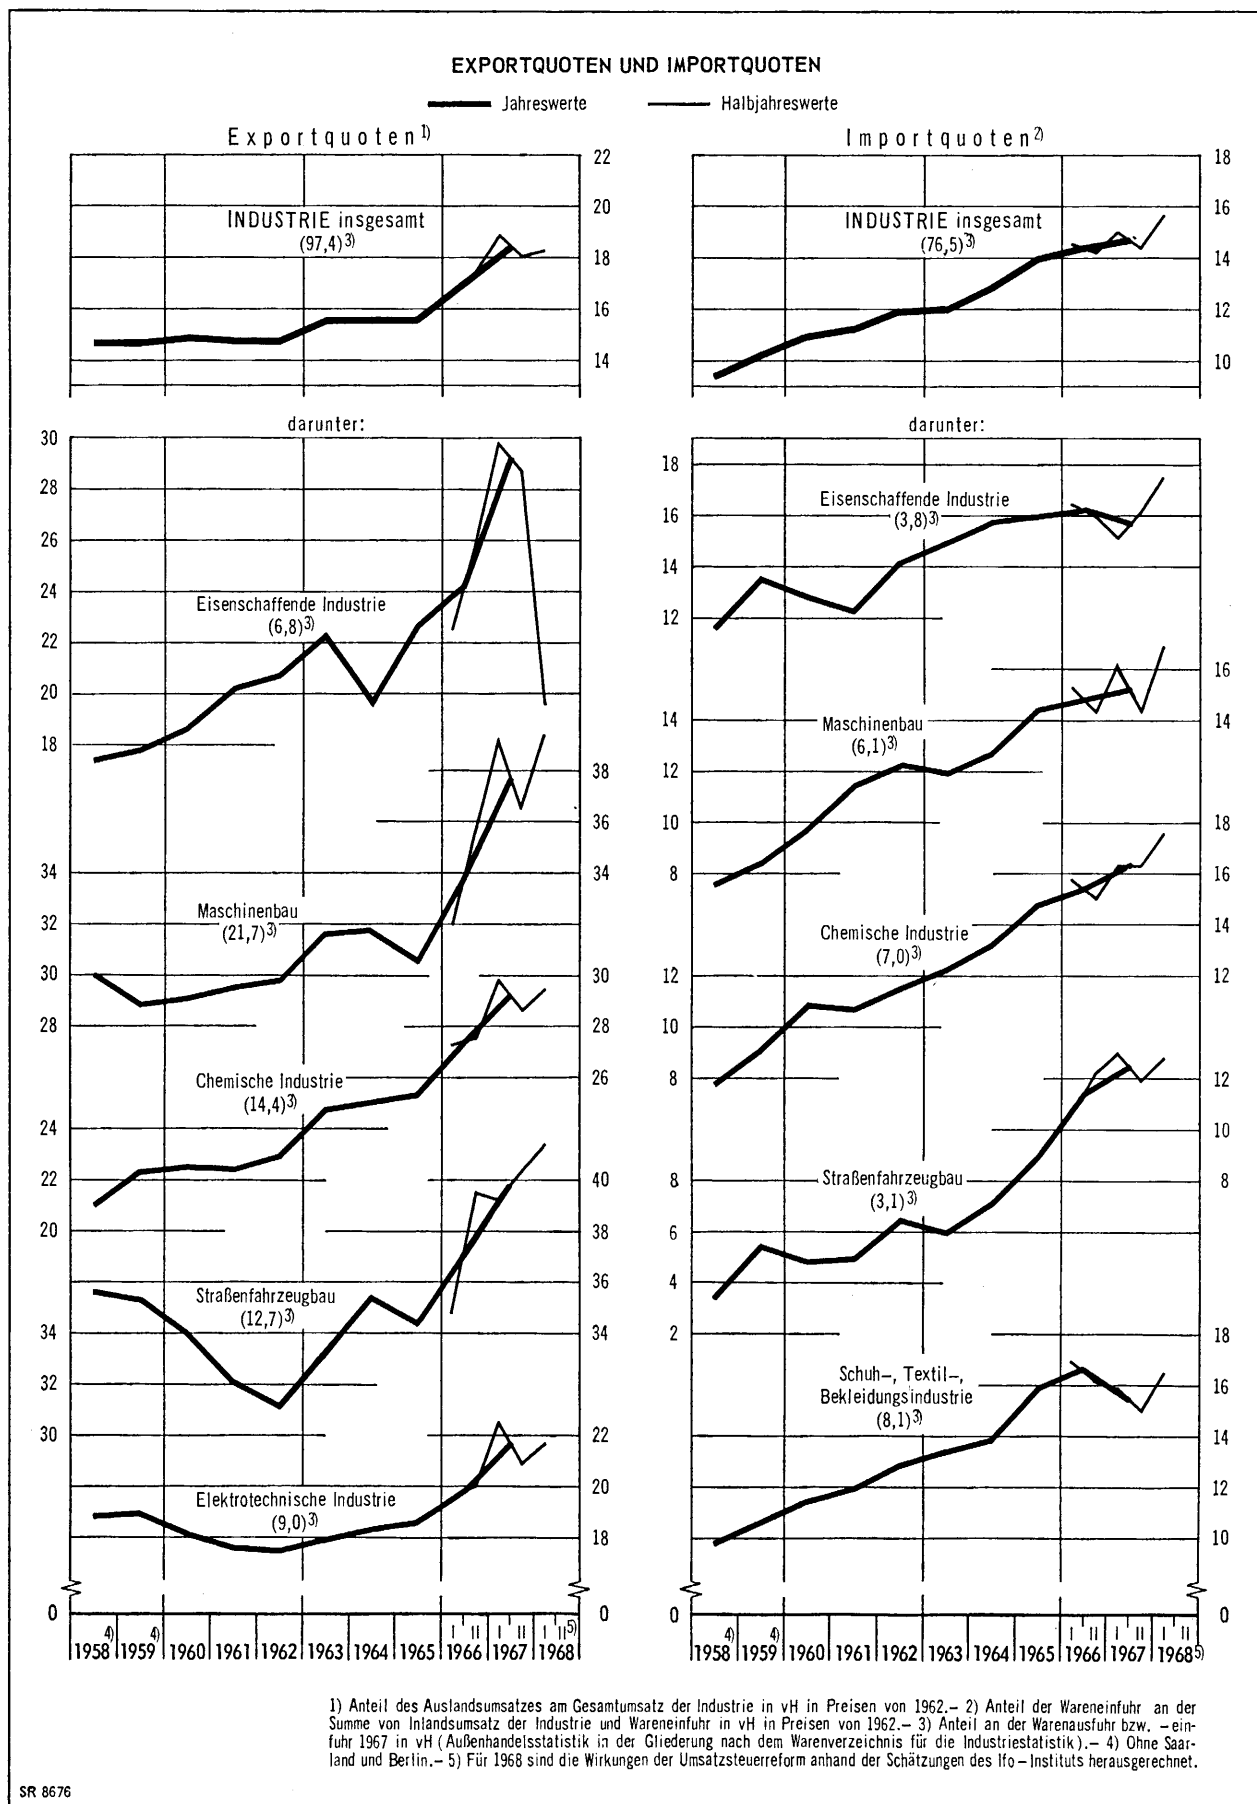 EXPORTQUOTEN UND IMPORTQUOTEN
Jahreswerte Halbjahreswerte
Exportquoten1)
22
20
INDUSTRIE insgesamt
(97,4)3)
18
16
14
Importquoten2)
18
16
INDUSTRIE insgesamt
(76,5)3)
14
12
10
darunter:
30
28
26
24
Eisenschaffende Industrie
(6,8)3)
22
20
18
38
36
34 34
32
Maschinenbau
(21,7)3)
30 30
28 28
26
Chemische Industrie
(14,4)3)
24
22 40
20 38
36
Straßenfahrzeugbau
(12,7)3)
34
32
30 22
20
Elektrotechnische Industrie
(9,0)3)
18
0 0
4) 4) I II I II I II5)
1958 1959 1960 1961 1962 1963 1964 1965 1966 1967 1968
darunter:
18
Eisenschaffende Industrie
(3,8)3)
16
14
12
16
14 14
Maschinenbau
(6,1)3)
12
10 18
8 16
Chemische Industrie
(7,0)3)
12 12
10
8 12
10
8 8
Straßenfahrzeugbau
(3,1)3)
6
4
2 18
Schuh–, Textil–,
Bekleidungsindustrie
(8,1)3)
16
14
12
10
0 0
4) 4) I II I II I II
1958 1959 1960 1961 1962 1963 1964 1965 1966 1967 1968 5)
1) Anteil des Auslandsumsatzes am Gesamtumsatz der Industrie in vH in Preisen von 1962.– 2) Anteil der Wareneinfuhr an der
Summe von Inlandsumsatz der Industrie und Wareneinfuhr in vH in Preisen von 1962.– 3) Anteil an der Warenausfuhr bzw. –ein-
fuhr 1967 in vH (Außenhandelsstatistik in der Gliederung nach dem Warenverzeichnis für die Industriestatistik).– 4) Ohne Saar-
land und Berlin.– 5) Für 1968 sind die Wirkungen der Umsatzsteuerreform anhand der Schätzungen des Ifo–Instituts herausgerechnet.
SR 8676